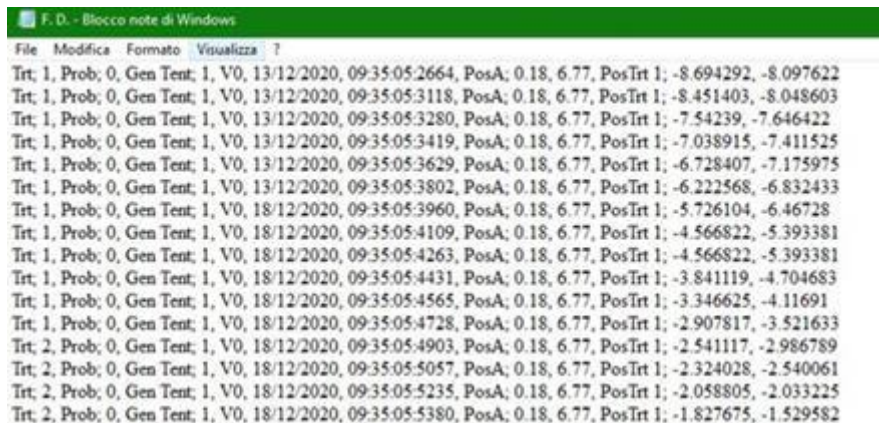 F. D. - Blocco note di Windows
File Modifica Formato Visualizza ?
Trt; 1, Prob; 0, Gen Tent; 1, V0, 13/12/2020, 09:35:05:2664, PosA; 0.18, 6.77, PosTrt 1; -8.694292, -8.097622
Trt; 1, Prob; 0, Gen Tent; 1, V0, 13/12/2020, 09:35:05:3118, PosA; 0.18, 6.77, PosTrt 1; -8.451403, -8.048603
Trt; 1, Prob; 0, Gen Tent; 1, V0, 13/12/2020, 09:35:05:3280, PosA; 0.18, 6.77, PosTrt 1; -7.54239, -7.646422
Trt; 1, Prob; 0, Gen Tent; 1, V0, 13/12/2020, 09:35:05:3419, PosA; 0.18, 6.77, PosTrt 1; -7.038915, -7.411525
Trt; 1, Prob; 0, Gen Tent; 1, V0, 13/12/2020, 09:35:05:3629, PosA; 0.18, 6.77, PosTrt 1; -6.728407, -7.175975
Trt; 1, Prob; 0, Gen Tent; 1, V0, 13/12/2020, 09:35:05:3802, PosA; 0.18, 6.77, PosTrt 1; -6.222568, -6.832433
Trt; 1, Prob; 0, Gen Tent; 1, V0, 18/12/2020, 09:35:05:3960, PosA; 0.18, 6.77, PosTrt 1; -5.726104, -6.46728
Trt; 1, Prob; 0, Gen Tent; 1, V0, 18/12/2020, 09:35:05:4109, PosA; 0.18, 6.77, PosTrt 1; -4.566822, -5.393381
Trt; 1, Prob; 0, Gen Tent; 1, V0, 18/12/2020, 09:35:05:4263, PosA; 0.18, 6.77, PosTrt 1; -4.566822, -5.393381
Trt; 1, Prob; 0, Gen Tent; 1, V0, 18/12/2020, 09:35:05:4431, PosA; 0.18, 6.77, PosTrt 1; -3.841119, -4.704683
Trt; 1, Prob; 0, Gen Tent; 1, V0, 18/12/2020, 09:35:05:4565, PosA; 0.18, 6.77, PosTrt 1; -3.346625, -4.11691
Trt; 1, Prob; 0, Gen Tent; 1, V0, 18/12/2020, 09:35:05:4728, PosA; 0.18, 6.77, PosTrt 1; -2.907817, -3.521633
Trt; 2, Prob; 0, Gen Tent; 1, V0, 18/12/2020, 09:35:05:4903, PosA; 0.18, 6.77, PosTrt 1; -2.541117, -2.986789
Trt; 2, Prob; 0, Gen Tent; 1, V0, 18/12/2020, 09:35:05:5057, PosA; 0.18, 6.77, PosTrt 1; -2.324028, -2.540061
Trt; 2, Prob; 0, Gen Tent; 1, V0, 18/12/2020, 09:35:05:5235, PosA; 0.18, 6.77, PosTrt 1; -2.058805, -2.033225
Trt; 2, Prob; 0, Gen Tent; 1, V0, 18/12/2020, 09:35:05:5380, PosA; 0.18, 6.77, PosTrt 1; -1.827675, -1.529582